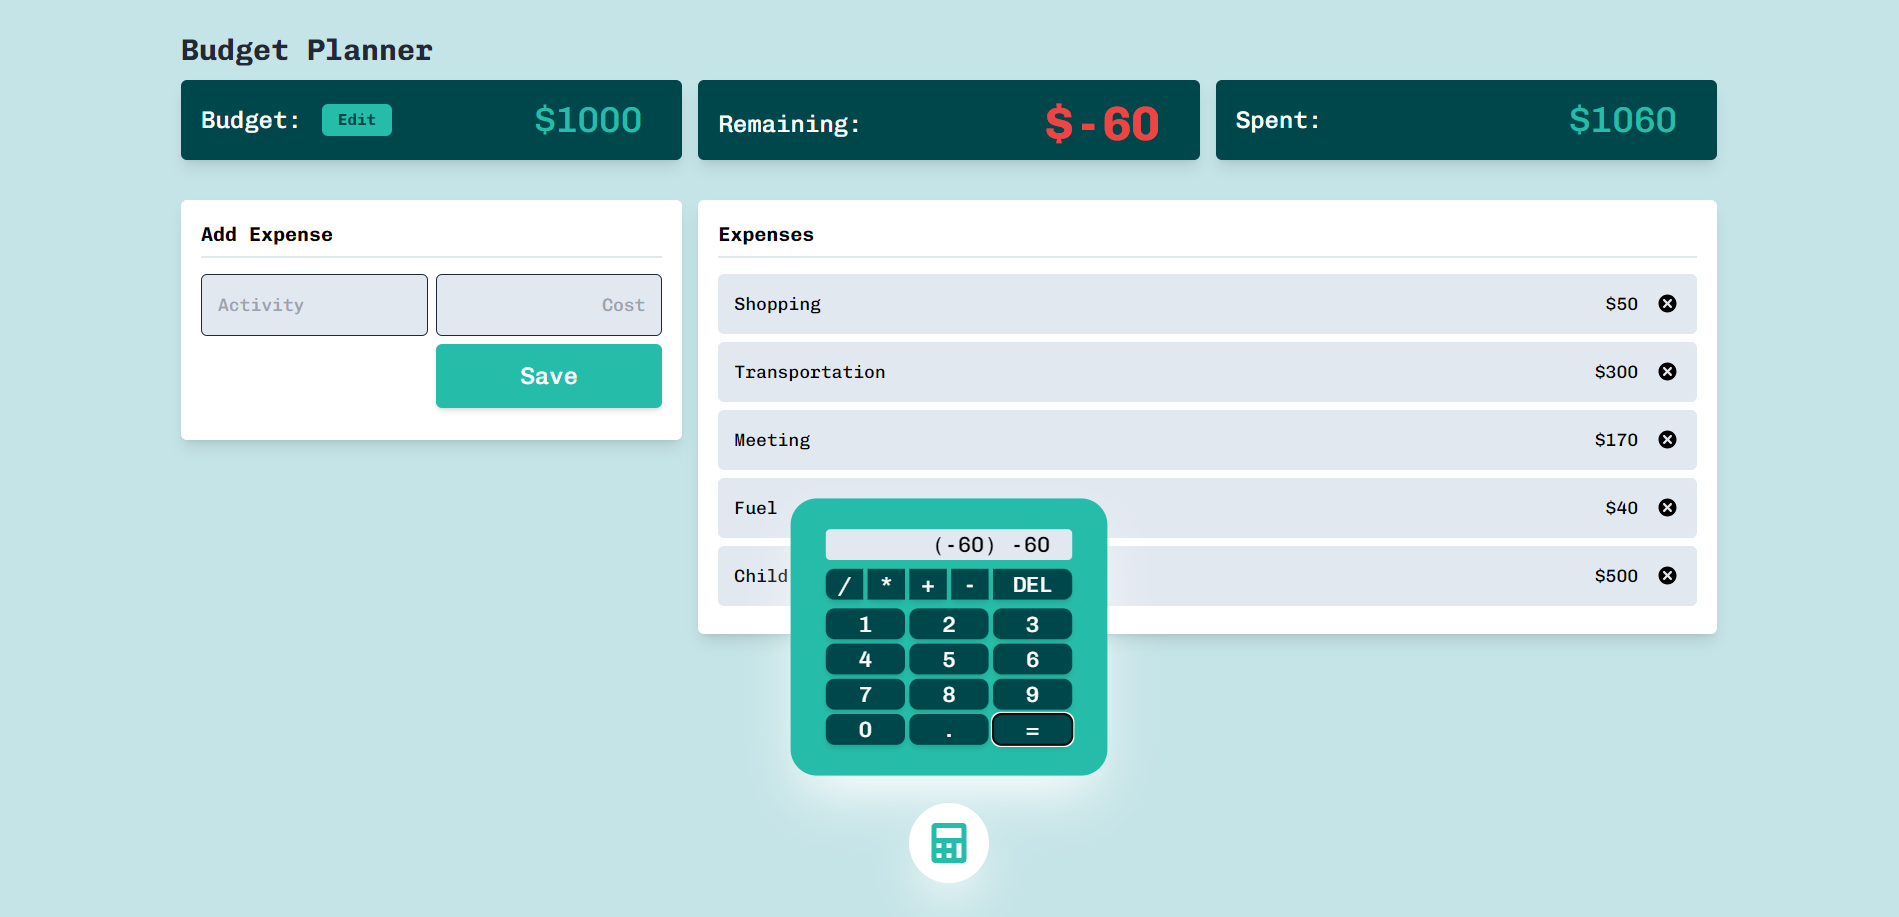 Budget Planner
Budget: Edit $1000
Remaining: $-60
Spent: $1060
Add Expense
Activity Cost
Save
Expenses
Shopping $50
Transportation $300
Meeting $170
Fuel $40
Child $500
(-60) -60
/ * + - DEL
1 2 3
4 5 6
7 8 9
0 . =